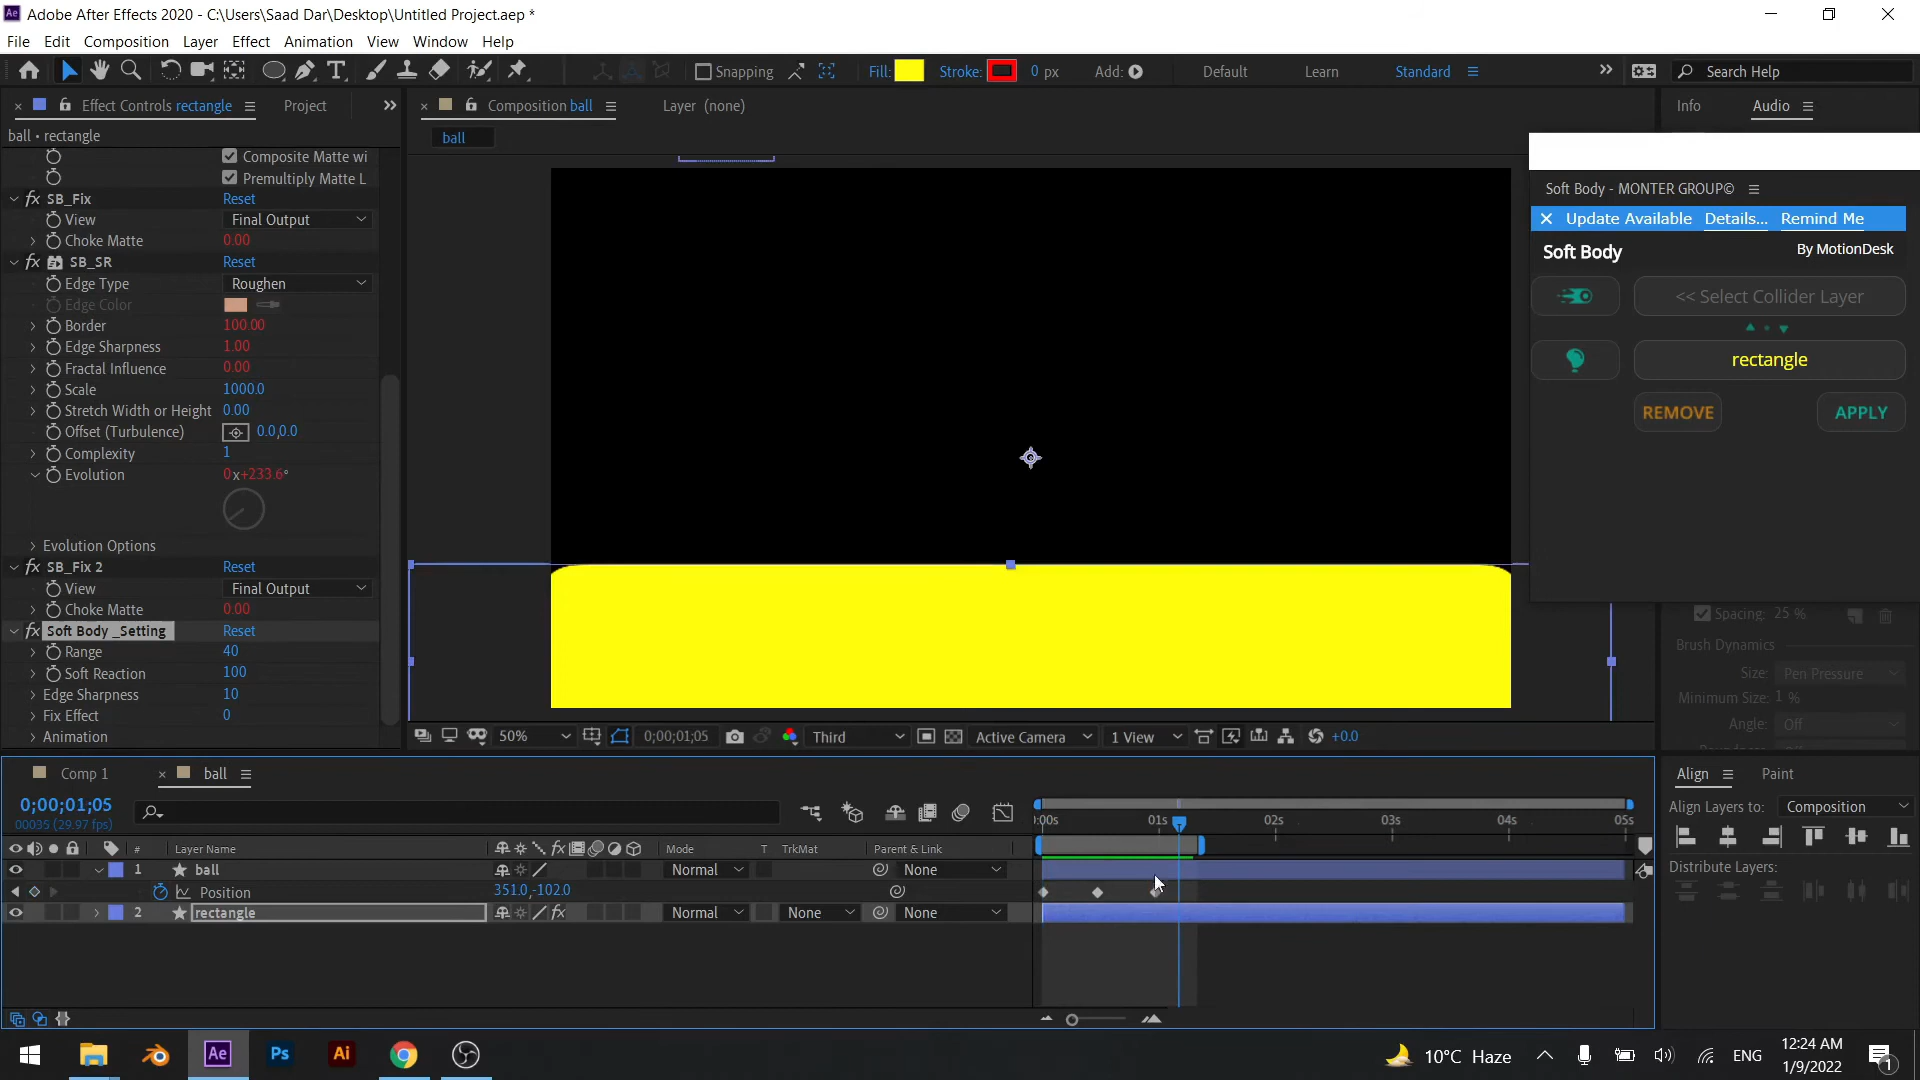 Adobe After Effects 2020 - C:\Users\Saad Dar\Desktop\Untitled Project.aep *
File Edit Composition Layer Effect Animation View Window Help
Snapping Fill: Stroke: 0 px Add: Default Learn Standard Search Help
Effect Controls rectangle Project Composition ball Layer (none) Info Audio
ball • rectangle
ball
Composite Matte wi
Premultiply Matte L
fx SB_Fix Reset
View Final Output
Choke Matte 0.00
fx SB_SR Reset
Edge Type Roughen
Edge Color
Border 100.00
Edge Sharpness 1.00
Fractal Influence 0.00
Scale 1000.0
Stretch Width or Height 0.00
Offset (Turbulence) 0.0,0.0
Complexity 1
Evolution 0x+233.6°
Evolution Options
fx SB_Fix 2 Reset
View Final Output
Choke Matte 0.00
fx Soft Body _Setting Reset
Range 40
Soft Reaction 100
Edge Sharpness 10
Fix Effect 0
Animation
Soft Body - MONTER GROUP©
Update Available Details... Remind Me
Soft Body By MotionDesk
<< Select Collider Layer
rectangle
REMOVE APPLY
Spacing: 25 %
Brush Dynamics
Size: Pen Pressure
Minimum Size: 1 %
Angle: Off
50% 0;00;01;05 Third Active Camera 1 View +0.0
Comp 1 ball
0;00;01;05
00035 (29.97 fps)
:00s 01s 02s 03s 04s 05s
# Layer Name fx Mode T TrkMat Parent & Link
1 ball Normal None
Position 351.0,-102.0
2 rectangle fx Normal None None
Align Paint
Align Layers to: Composition
Distribute Layers:
Ae Ps Ai
10°C Haze ENG
12:24 AM
1/9/2022
1